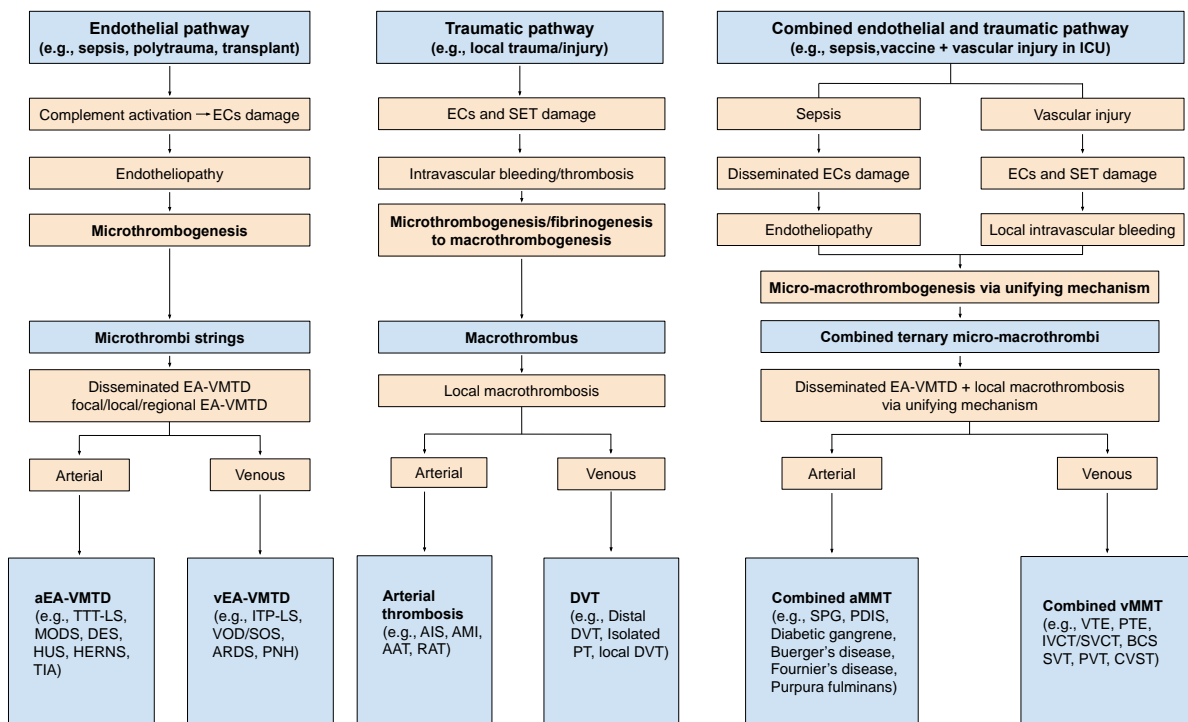 Endothelial pathway
(e.g., sepsis, polytrauma, transplant)
Complement activation → ECs damage
Endotheliopathy
Microthrombogenesis
Microthrombi strings
Disseminated EA-VMTD
focal/local/regional EA-VMTD
Arterial
Venous
aEA-VMTD
(e.g., TTT-LS,
MODS, DES,
HUS, HERNS,
TIA)
vEA-VMTD
(e.g., ITP-LS,
VOD/SOS,
ARDS, PNH)
Traumatic pathway
(e.g., local trauma/injury)
ECs and SET damage
Intravascular bleeding/thrombosis
Microthrombogenesis/fibrinogenesis
to macrothrombogenesis
Macrothrombus
Local macrothrombosis
Arterial
Venous
Arterial
thrombosis
(e.g., AIS, AMI,
AAT, RAT)
DVT
(e.g., Distal
DVT, Isolated
PT, local DVT)
Combined endothelial and traumatic pathway
(e.g., sepsis,vaccine + vascular injury in ICU)
Sepsis
Disseminated ECs damage
Endotheliopathy
Vascular injury
ECs and SET damage
Local intravascular bleeding
Micro-macrothrombogenesis via unifying mechanism
Combined ternary micro-macrothrombi
Disseminated EA-VMTD + local macrothrombosis
via unifying mechanism
Arterial
Venous
Combined aMMT
(e.g., SPG, PDIS,
Diabetic gangrene,
Buerger's disease,
Fournier's disease,
Purpura fulminans)
Combined vMMT
(e.g., VTE, PTE,
IVCT/SVCT, BCS
SVT, PVT, CVST)